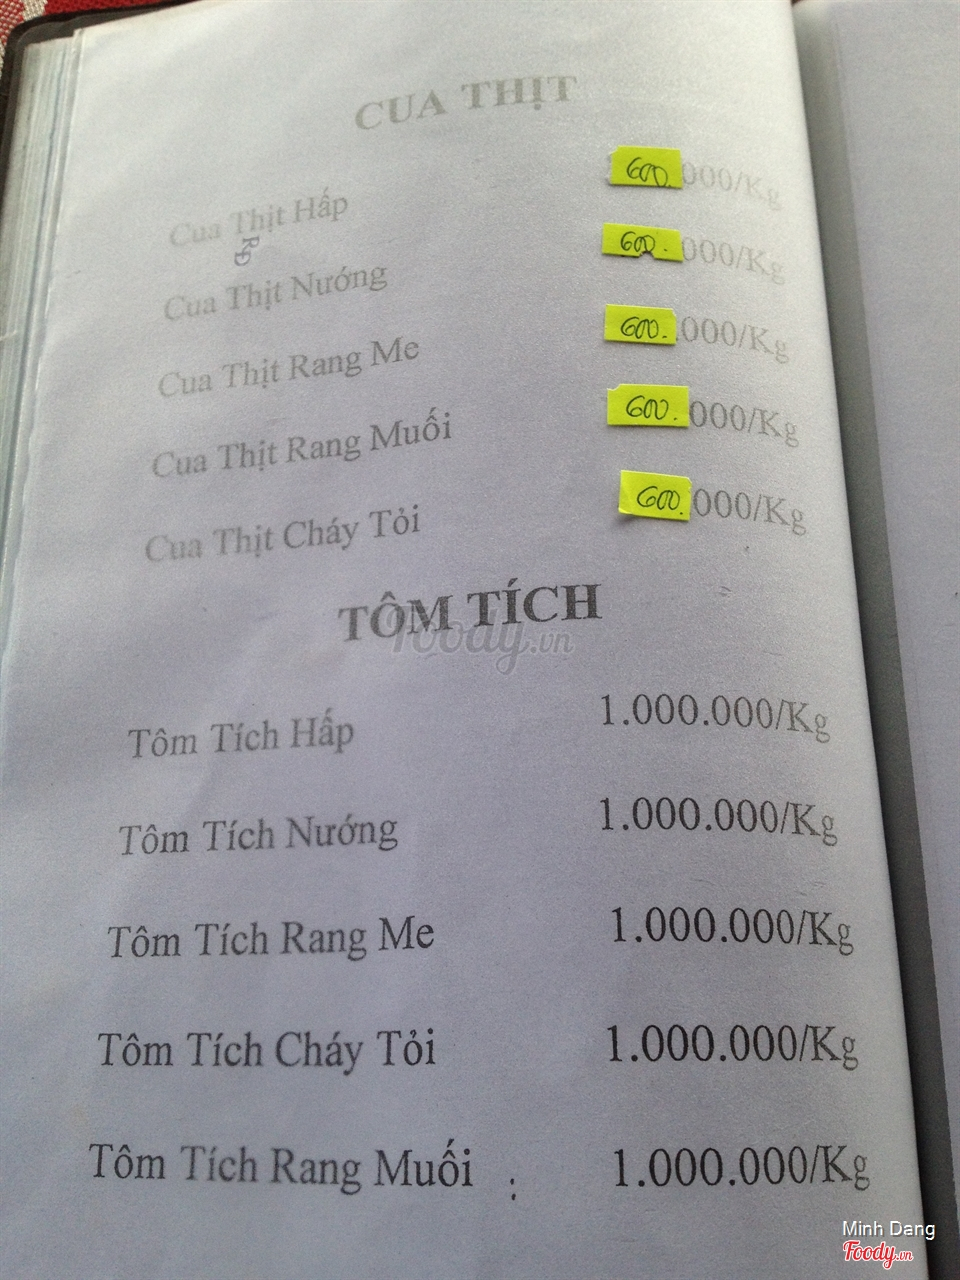 CUA THỊT
Cua Thịt Hấp 600.000/Kg
Cua Thịt Nướng 600.000/Kg
Cua Thịt Rang Me 600.000/Kg
Cua Thịt Rang Muối 600.000/Kg
Cua Thịt Cháy Tỏi 600.000/Kg
TÔM TÍCH
Foody.vn
Tôm Tích Hấp 1.000.000/Kg
Tôm Tích Nướng 1.000.000/Kg
Tôm Tích Rang Me 1.000.000/Kg
Tôm Tích Cháy Tỏi 1.000.000/Kg
Tôm Tích Rang Muối 1.000.000/Kg
Minh Dang
Foody.vn